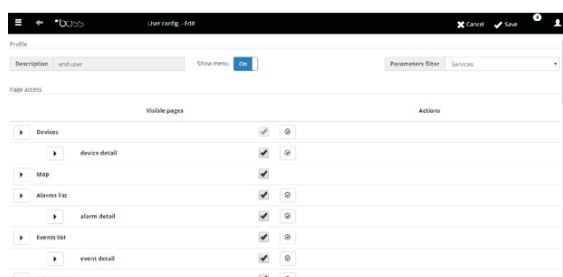 boss User config. - Edit Cancel Save 4
Profile
Description end user Show menu On Parameters filter Services
Page access
Visible pages Actions
Devices
device detail
Map
Alarms list
alarm detail
Events list
event detail